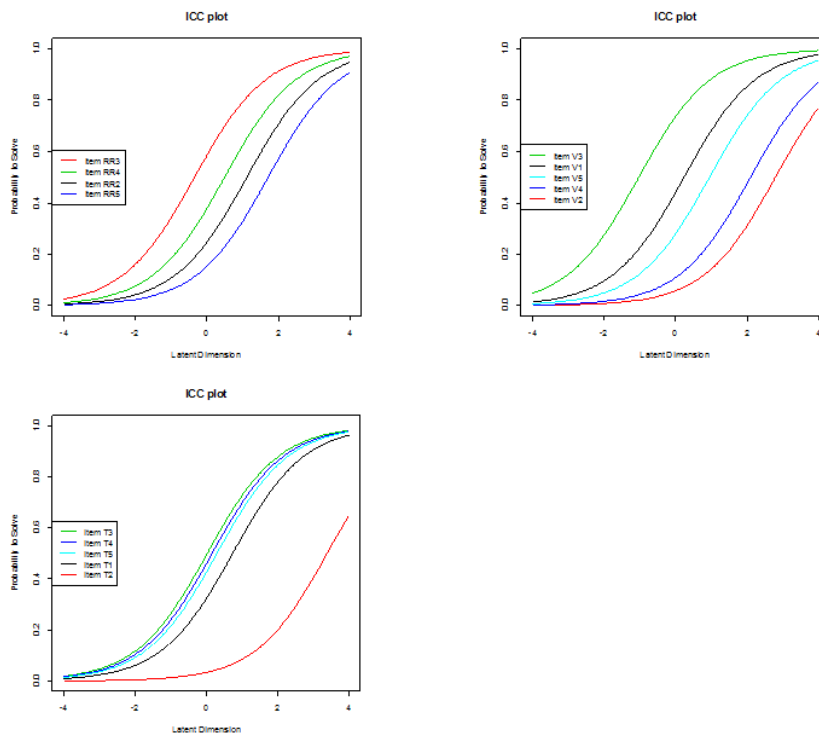 ICC plot
Probability to Solve
1.0
0.8
0.6
0.4
0.2
0.0
Item RR3
Item RR4
Item RR2
Item RR5
-4
-2
0
2
4
Latent Dimension
ICC plot
Probability to Solve
1.0
0.8
0.6
0.4
0.2
0.0
Item V3
Item V1
Item V5
Item V4
Item V2
-4
-2
0
2
4
Latent Dimension
ICC plot
Probability to Solve
1.0
0.8
0.6
0.4
0.2
0.0
Item T3
Item T4
Item T5
Item T1
Item T2
-4
-2
0
2
4
Latent Dimension